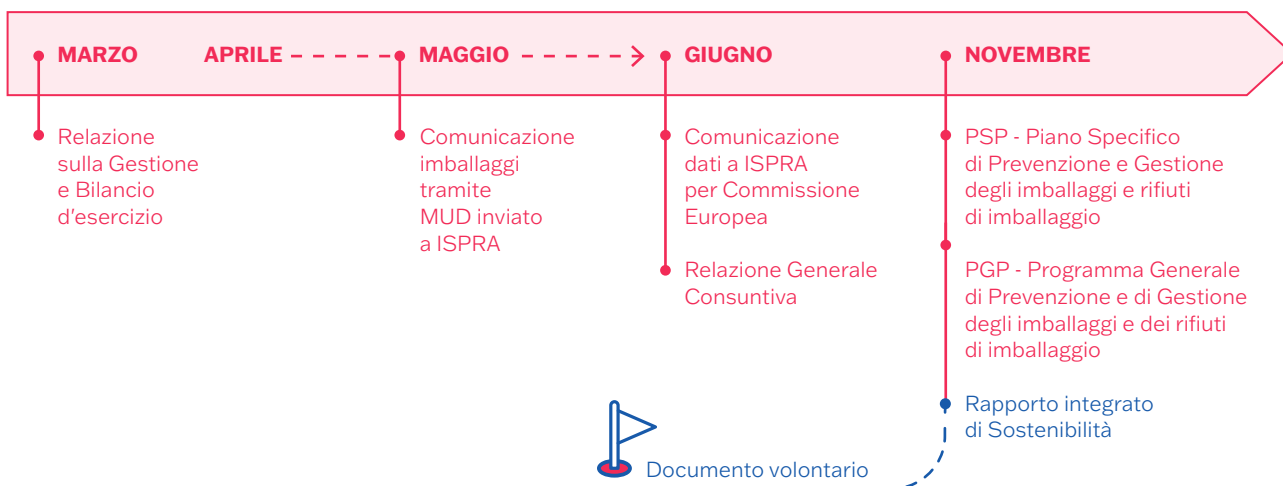 MARZO
APRILE
MAGGIO
GIUGNO
NOVEMBRE
Relazione
sulla Gestione
e Bilancio
d'esercizio
Comunicazione
imballaggi
tramite
MUD inviato
a ISPRA
Comunicazione
dati a ISPRA
per Commissione
Europea
Relazione Generale
Consuntiva
PSP - Piano Specifico
di Prevenzione e Gestione
degli imballaggi e rifiuti
di imballaggio
PGP - Programma Generale
di Prevenzione e di Gestione
degli imballaggi e dei rifiuti
di imballaggio
Rapporto integrato
di Sostenibilità
Documento volontario